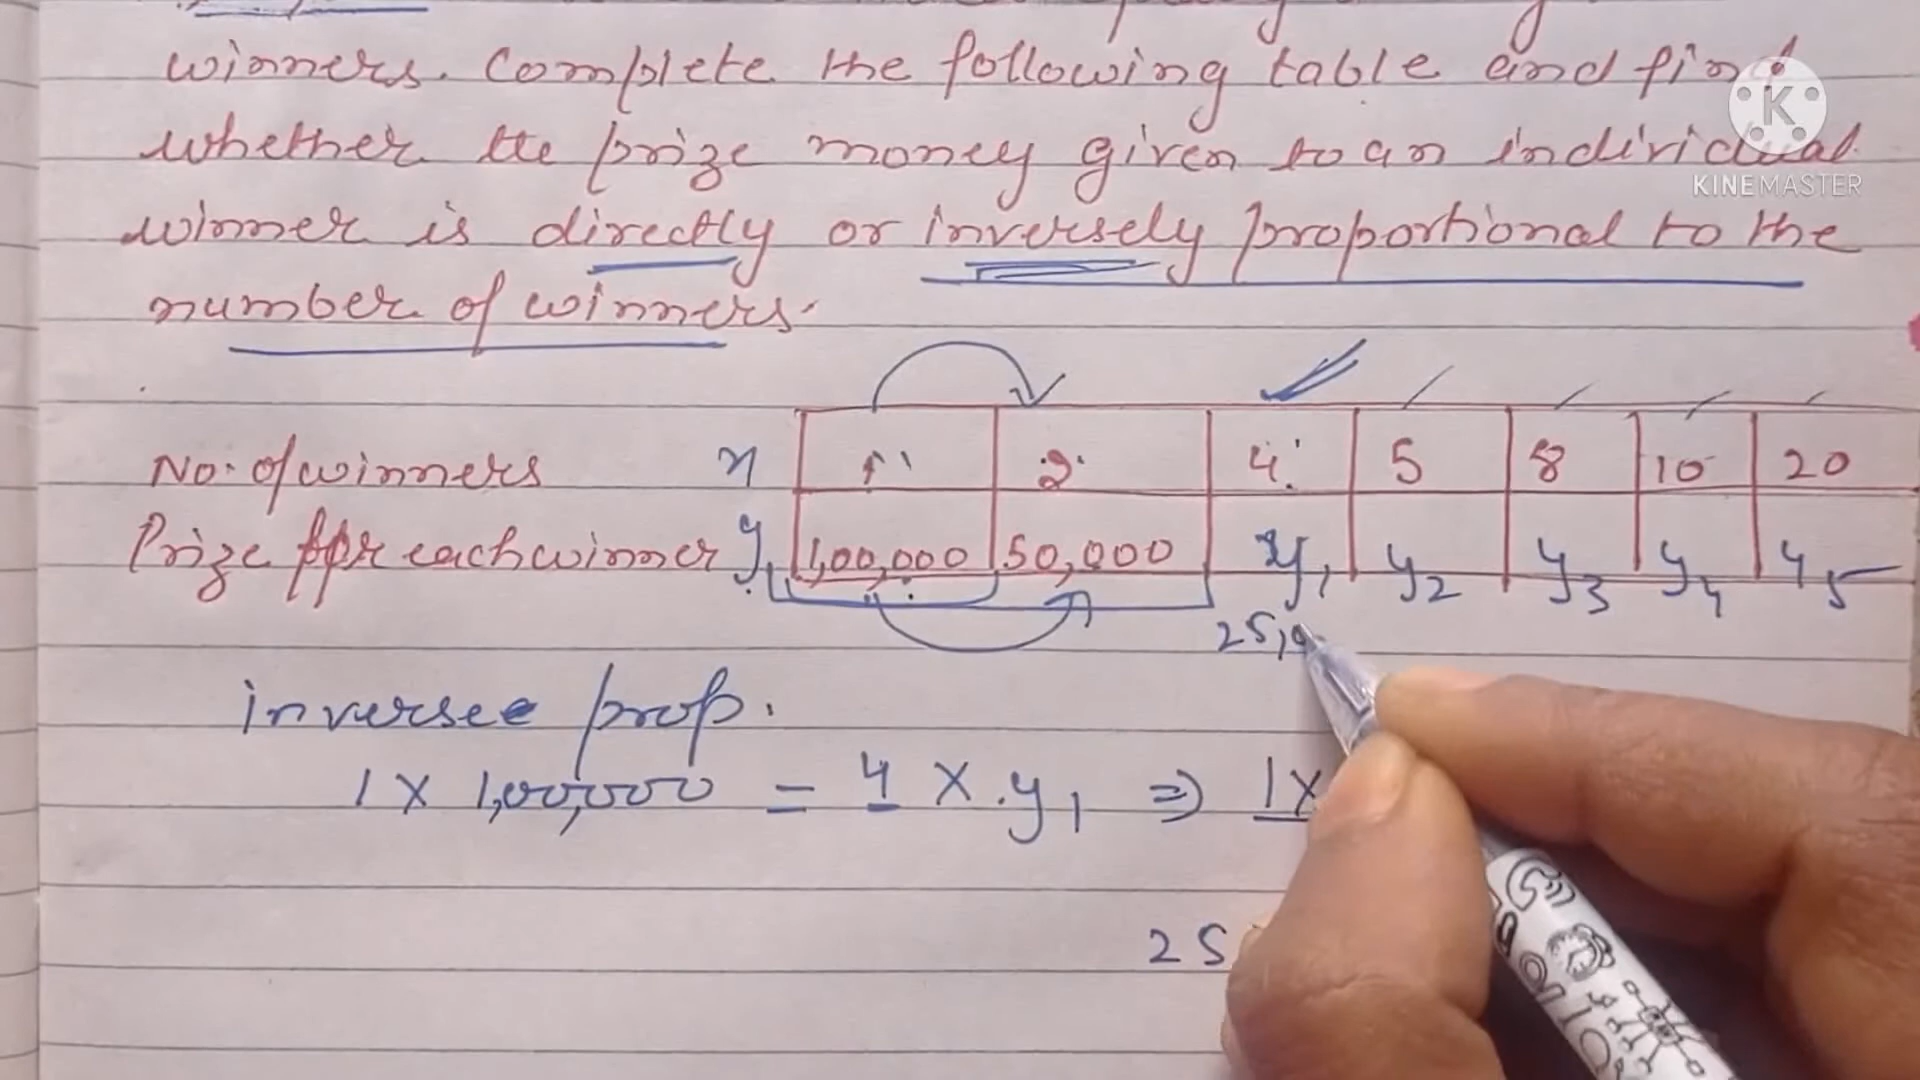 winners. Complete the following table and find
whether the prize money given to an individual
winner is directly or inversely proportional to the
number of winners.
K
KINEMASTER
No. of winners x 1 2 4 5 8 10 20
Prize for each winner y 1,00,000 50,000 y1 y2 y3 y4 y5
25,0
inverse prop.
1 X 1,00,000 = 4 X y1 ⇒ 1X
25